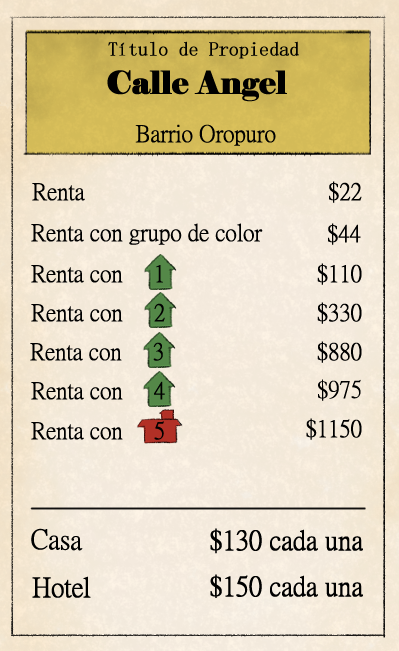 Título de Propiedad
Calle Angel
Barrio Oropuro
Renta $22
Renta con grupo de color $44
Renta con 1 $110
Renta con 2 $330
Renta con 3 $880
Renta con 4 $975
Renta con 5 $1150
Casa $130 cada una
Hotel $150 cada una